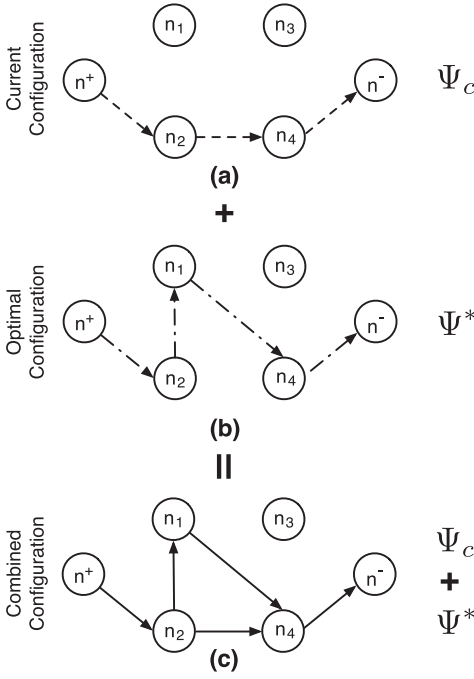 n₁ n₃
Current Configuration
n⁺ n⁻ Ψc
n₂ n₄
(a)
+
n₁ n₃
Optimal Configuration
n⁺ n⁻ Ψ*
n₂ n₄
(b)
=
n₁ n₃
Combined Configuration
n⁺ n⁻ Ψc
+
n₂ n₄ Ψ*
(c)